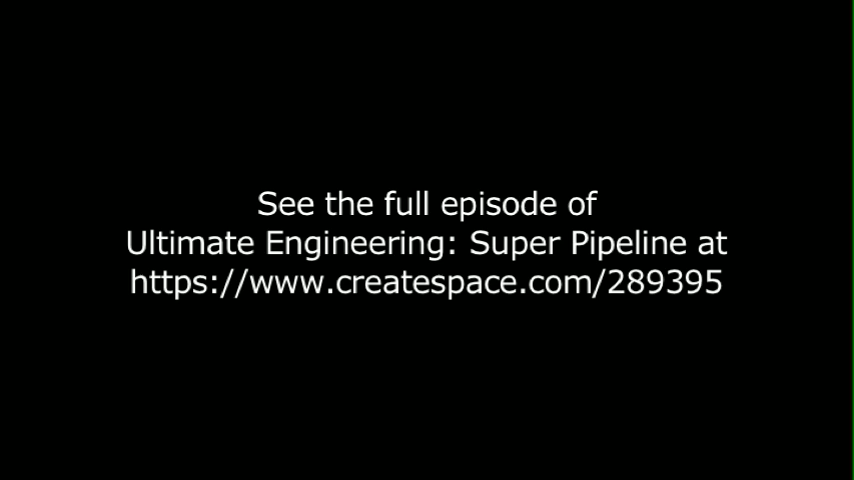 See the full episode of
Ultimate Engineering: Super Pipeline at
https://www.createspace.com/289395